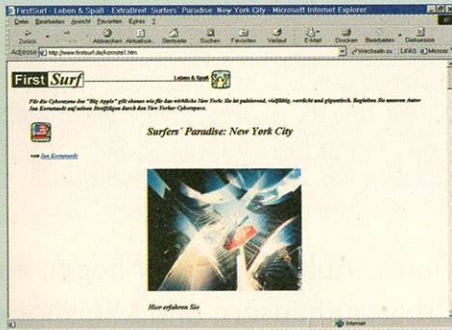 FirstSurf - Leben & Spaß - ExtraBreit: Surfers´ Paradise: New York City - Microsoft Internet Explorer
Datei Bearbeiten Ansicht Favoriten Extras ?
Zurück Abbrechen Aktualisie... Startseite Suchen Favoriten Verlauf E-Mail Drucken Bearbeiten Diskussion
Adresse http://www.firstsurf.de/kornste1.htm Wechseln zu Links
First Surf Leben & Spaß
Für die Cyberszene des "Big Apple" gilt ebenso wie für das wirkliche New York: Sie ist pulsierend, vielfältig, verrückt und gigantisch. Begleiten Sie unseren Autor
Jan Kornstaedt auf seinen Streifzügen durch den New Yorker Cyberspace.
Surfers´ Paradise: New York City
von Jan Kornstaedt
Hier erfahren Sie
Internet